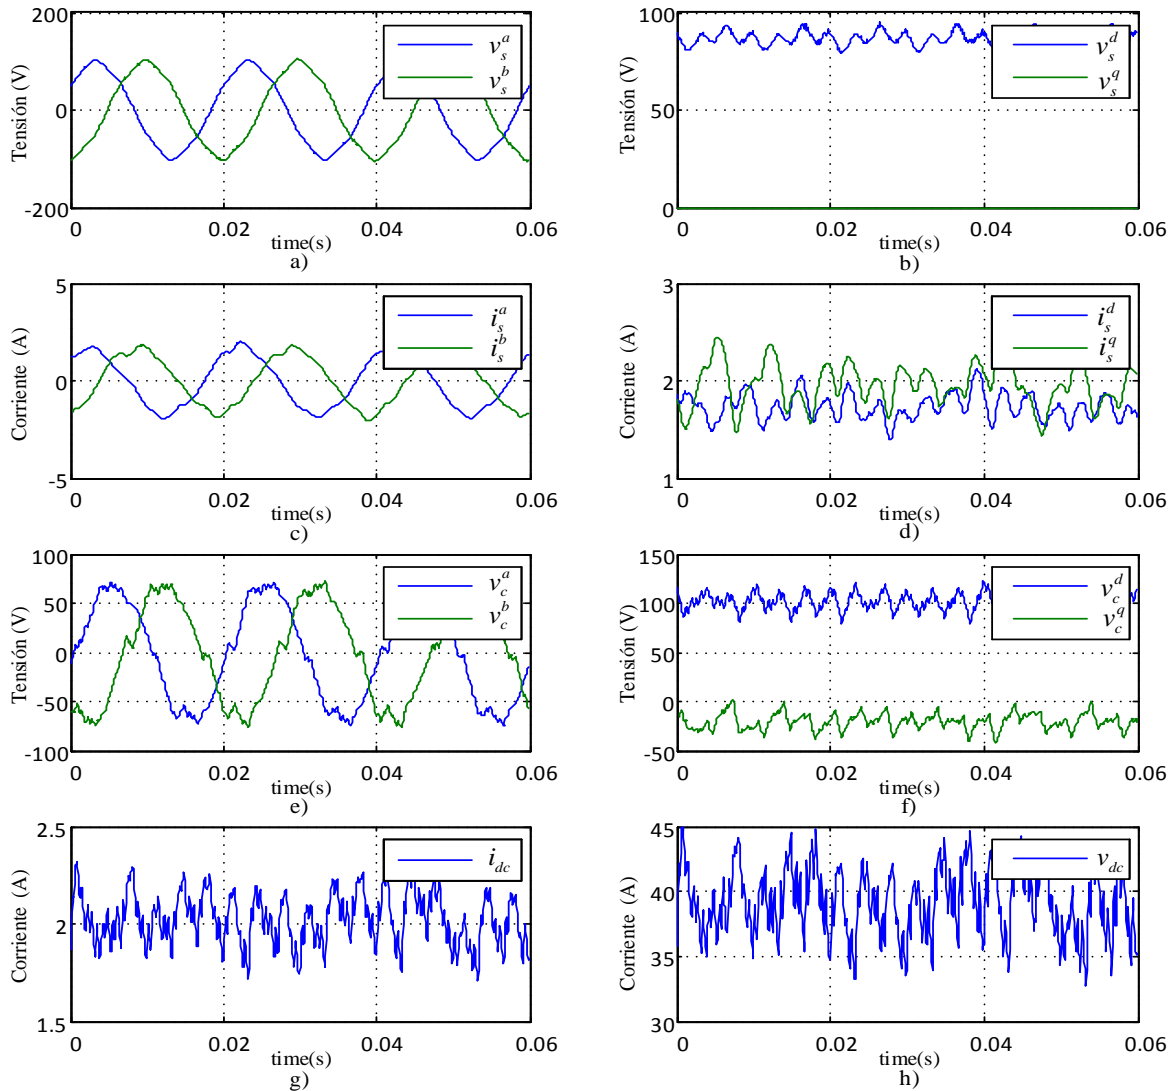 200
0
-200
Tensión (V)
v_s^a
v_s^b
0
0.02
0.04
0.06
time(s)
a)
100
50
0
Tensión (V)
v_s^d
v_s^q
0
0.02
0.04
0.06
time(s)
b)
5
0
-5
Corriente (A)
i_s^a
i_s^b
0
0.02
0.04
0.06
time(s)
c)
3
2
1
Corriente (A)
i_s^d
i_s^q
0
0.02
0.04
0.06
time(s)
d)
100
50
0
-50
-100
Tensión (V)
v_c^a
v_c^b
0
0.02
0.04
0.06
time(s)
e)
150
100
50
0
-50
Tensión (V)
v_c^d
v_c^q
0
0.02
0.04
0.06
time(s)
f)
2.5
2
1.5
Corriente (A)
i_dc
0
0.02
0.04
0.06
time(s)
g)
45
40
35
30
Corriente (A)
v_dc
0
0.02
0.04
0.06
time(s)
h)